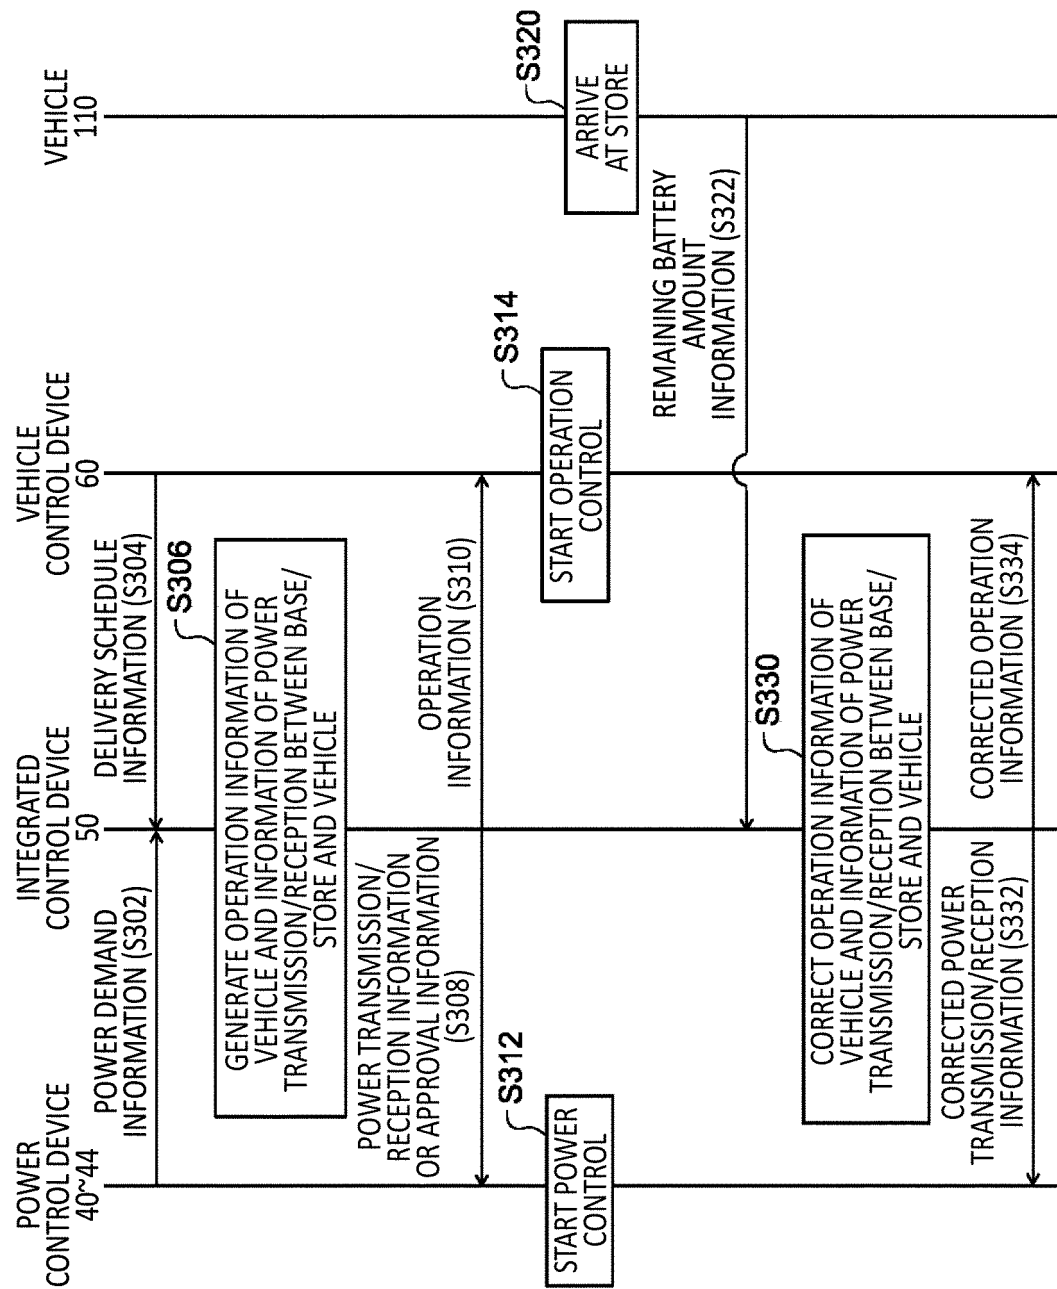 POWER
CONTROL DEVICE
40~44
INTEGRATED
CONTROL DEVICE
50
VEHICLE
CONTROL DEVICE
60
VEHICLE
110
POWER DEMAND
INFORMATION (S302)
DELIVERY SCHEDULE
INFORMATION (S304)
S306
GENERATE OPERATION INFORMATION OF
VEHICLE AND INFORMATION OF POWER
TRANSMISSION/RECEPTION BETWEEN BASE/
STORE AND VEHICLE
POWER TRANSMISSION/
RECEPTION INFORMATION
OR APPROVAL INFORMATION
(S308)
OPERATION
INFORMATION (S310)
S312
START POWER
CONTROL
S314
START OPERATION
CONTROL
S320
ARRIVE
AT STORE
REMAINING BATTERY
AMOUNT
INFORMATION (S322)
S330
CORRECT OPERATION INFORMATION OF
VEHICLE AND INFORMATION OF POWER
TRANSMISSION/RECEPTION BETWEEN BASE/
STORE AND VEHICLE
CORRECTED POWER
TRANSMISSION/RECEPTION
INFORMATION (S332)
CORRECTED OPERATION
INFORMATION (S334)